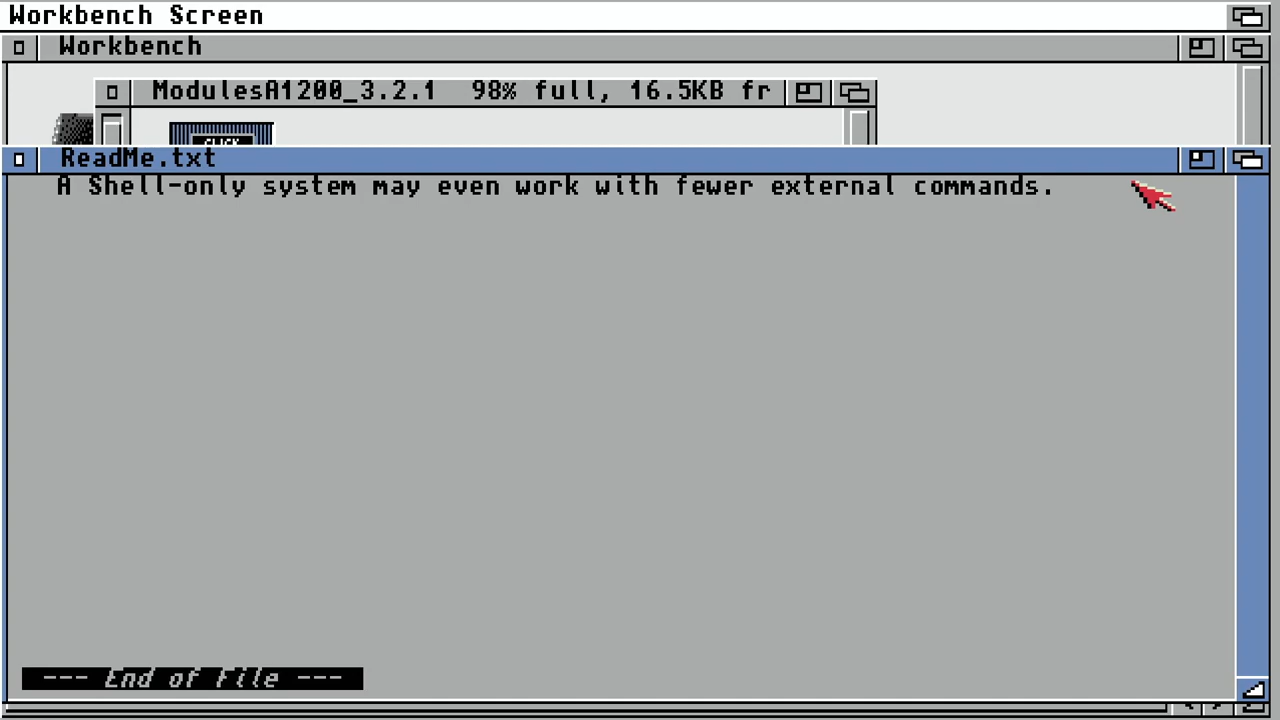 Workbench Screen
Workbench
ModulesA1200_3.2.1 98% full, 16.5KB fr
CLICK
ReadMe.txt
A Shell-only system may even work with fewer external commands.
--- End of File ---